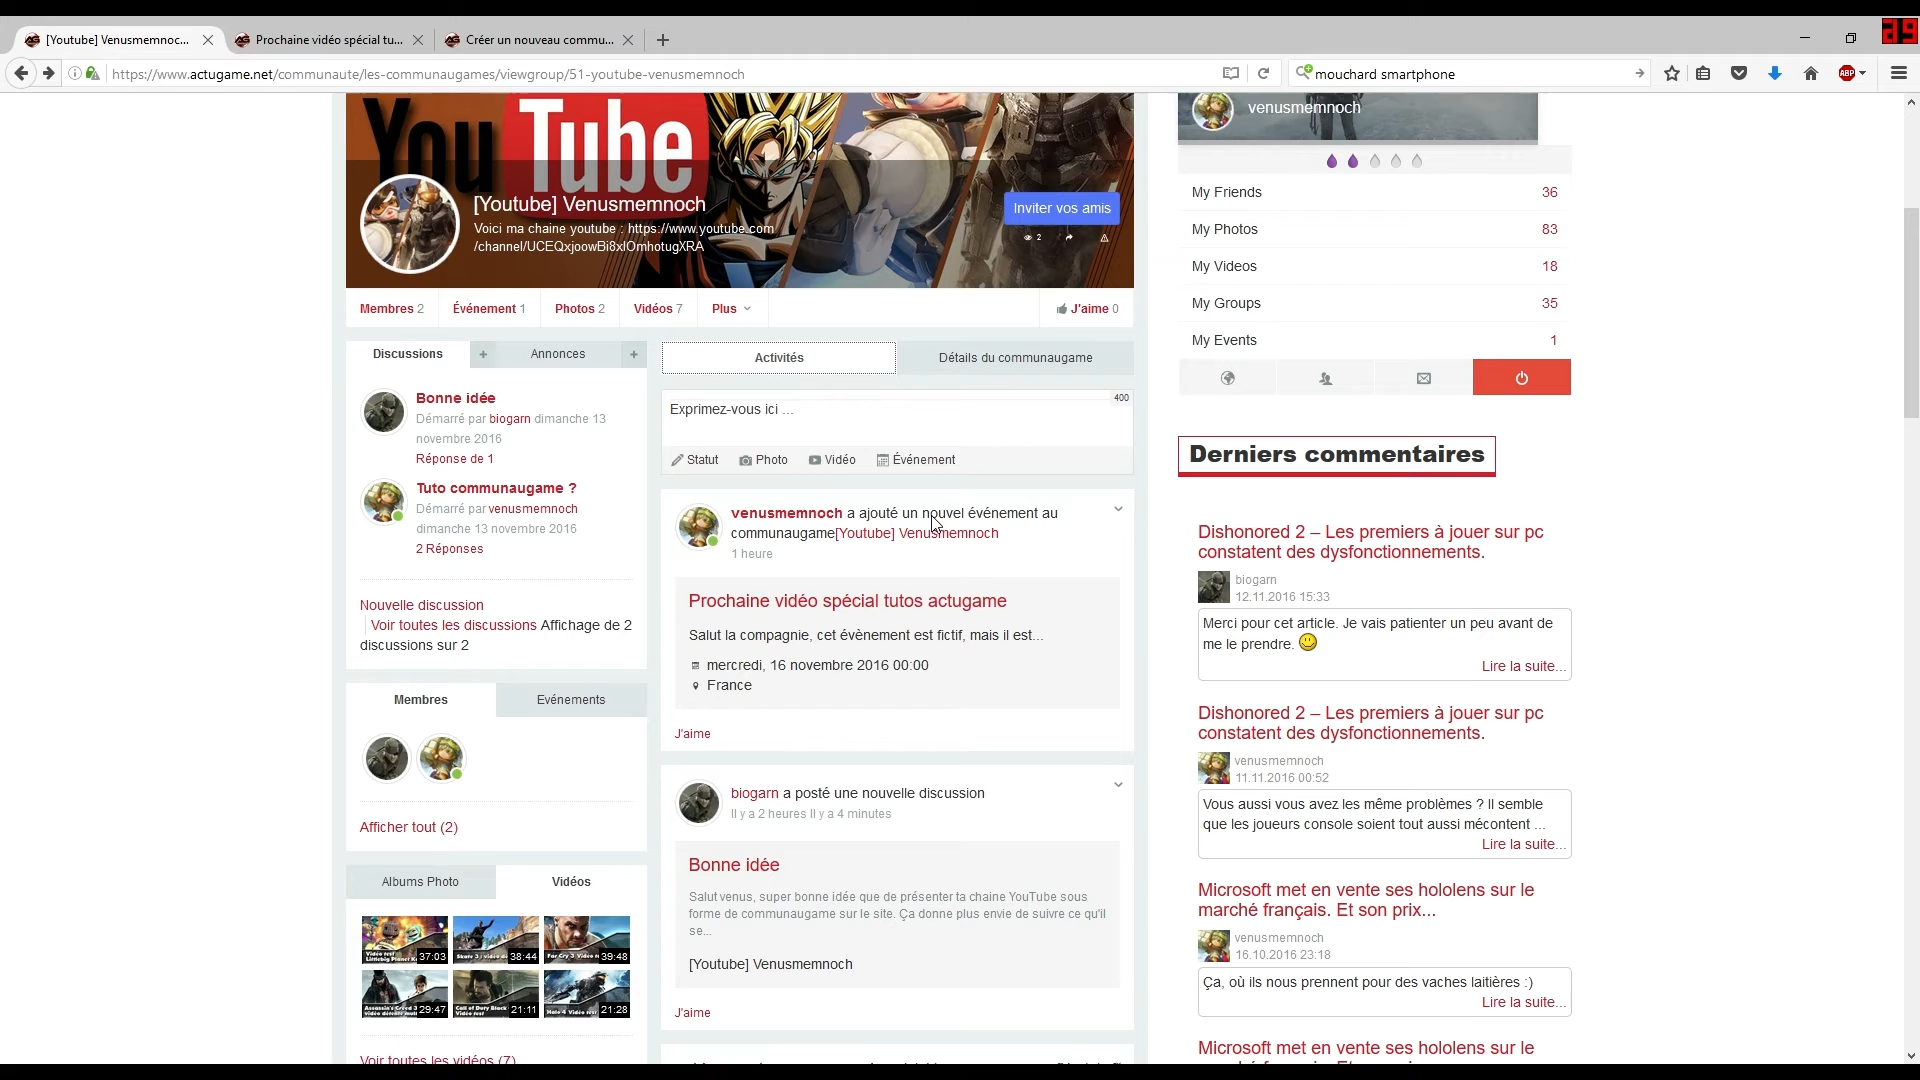 [Youtube] Venusmemnoc...
Prochaine vidéo spécial tu...
Créer un nouveau commu...
89
https://www.actugame.net/communaute/les-communaugames/viewgroup/51-youtube-venusmemnoch
mouchard smartphone
ABP
YouTube
[Youtube] Venusmemnoch
Voici ma chaine youtube : https://www.youtube.com
/channel/UCEQxjoowBi8xIOmhotugXRA
Inviter vos amis
2
Membres 2
Événement 1
Photos 2
Vidéos 7
Plus
J'aime 0
Discussions
+
Annonces
+
Bonne idée
Démarré par biogarn dimanche 13
novembre 2016
Réponse de 1
Tuto communaugame ?
Démarré par venusmemnoch
dimanche 13 novembre 2016
2 Réponses
Nouvelle discussion
Voir toutes les discussions Affichage de 2
discussions sur 2
Membres
Evénements
Afficher tout (2)
Albums Photo
Vidéos
37:03
38:44
39:48
29:47
21:11
21:28
Voir toutes les vidéos (7)
Activités
Détails du communaugame
Exprimez-vous ici ...
400
Statut
Photo
Vidéo
Événement
venusmemnoch a ajouté un nouvel événement au
communaugame[Youtube] Venusmemnoch
1 heure
Prochaine vidéo spécial tutos actugame
Salut la compagnie, cet évènement est fictif, mais il est...
mercredi, 16 novembre 2016 00:00
France
J'aime
biogarn a posté une nouvelle discussion
Il y a 2 heures Il y a 4 minutes
Bonne idée
Salut venus, super bonne idée que de présenter ta chaine YouTube sous
forme de communaugame sur le site. Ça donne plus envie de suivre ce qu'il
se...
[Youtube] Venusmemnoch
J'aime
venusmemnoch
My Friends 36
My Photos 83
My Videos 18
My Groups 35
My Events 1
Derniers commentaires
Dishonored 2 – Les premiers à jouer sur pc
constatent des dysfonctionnements.
biogarn
12.11.2016 15:33
Merci pour cet article. Je vais patienter un peu avant de
me le prendre.
Lire la suite...
Dishonored 2 – Les premiers à jouer sur pc
constatent des dysfonctionnements.
venusmemnoch
11.11.2016 00:52
Vous aussi vous avez les même problèmes ? Il semble
que les joueurs console soient tout aussi mécontent ...
Lire la suite...
Microsoft met en vente ses hololens sur le
marché français. Et son prix...
venusmemnoch
16.10.2016 23:18
Ça, où ils nous prennent pour des vaches laitières :)
Lire la suite...
Microsoft met en vente ses hololens sur le